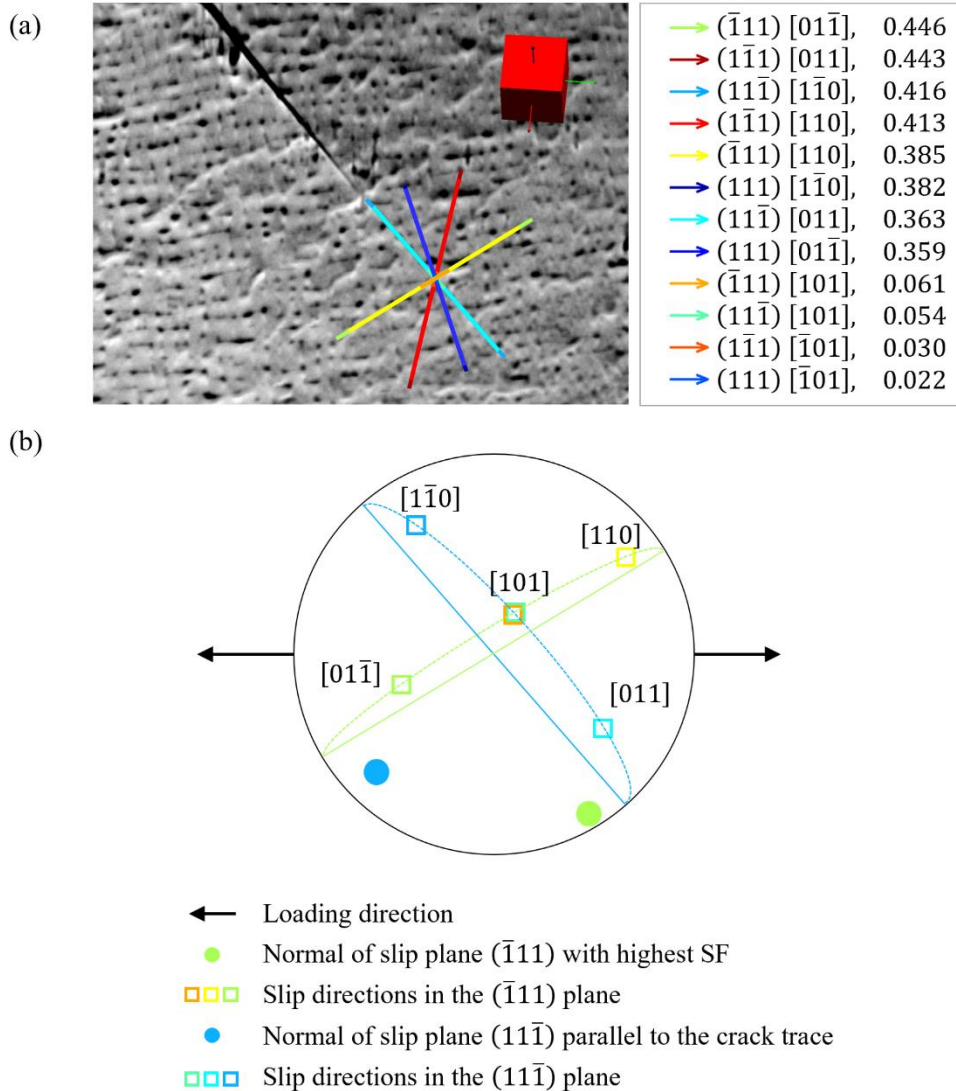 (a)
(1̄11) [011̄], 0.446
(11̄1) [011], 0.443
(111̄) [11̄0], 0.416
(11̄1) [110], 0.413
(1̄11) [110], 0.385
(111) [11̄0], 0.382
(111̄) [011], 0.363
(111) [011̄], 0.359
(1̄11) [101], 0.061
(111̄) [101], 0.054
(11̄1) [1̄01], 0.030
(111) [1̄01], 0.022
(b)
[11̄0]
[110]
[101]
[011̄]
[011]
Loading direction
Normal of slip plane (1̄11) with highest SF
Slip directions in the (1̄11) plane
Normal of slip plane (111̄) parallel to the crack trace
Slip directions in the (111̄) plane